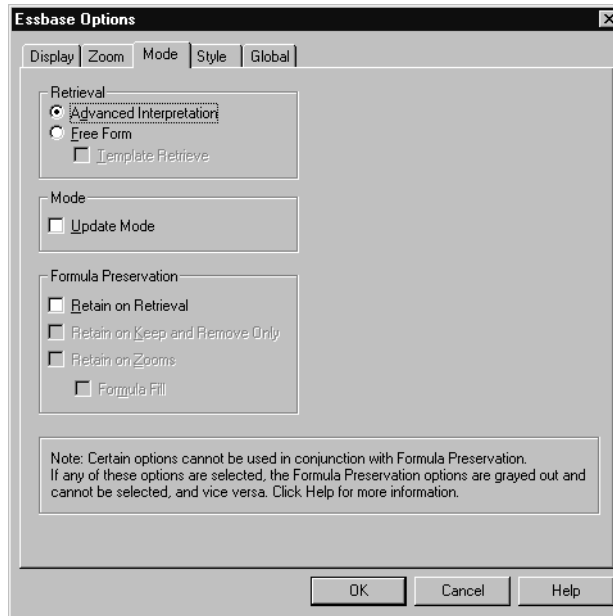 Essbase Options
Display Zoom Mode Style Global
Retrieval
Advanced Interpretation
Free Form
Template Retrieve
Mode
Update Mode
Formula Preservation
Retain on Retrieval
Retain on Keep and Remove Only
Retain on Zooms
Formula Fill
Note: Certain options cannot be used in conjunction with Formula Preservation.
If any of these options are selected, the Formula Preservation options are grayed out and
cannot be selected, and vice versa. Click Help for more information.
OK Cancel Help